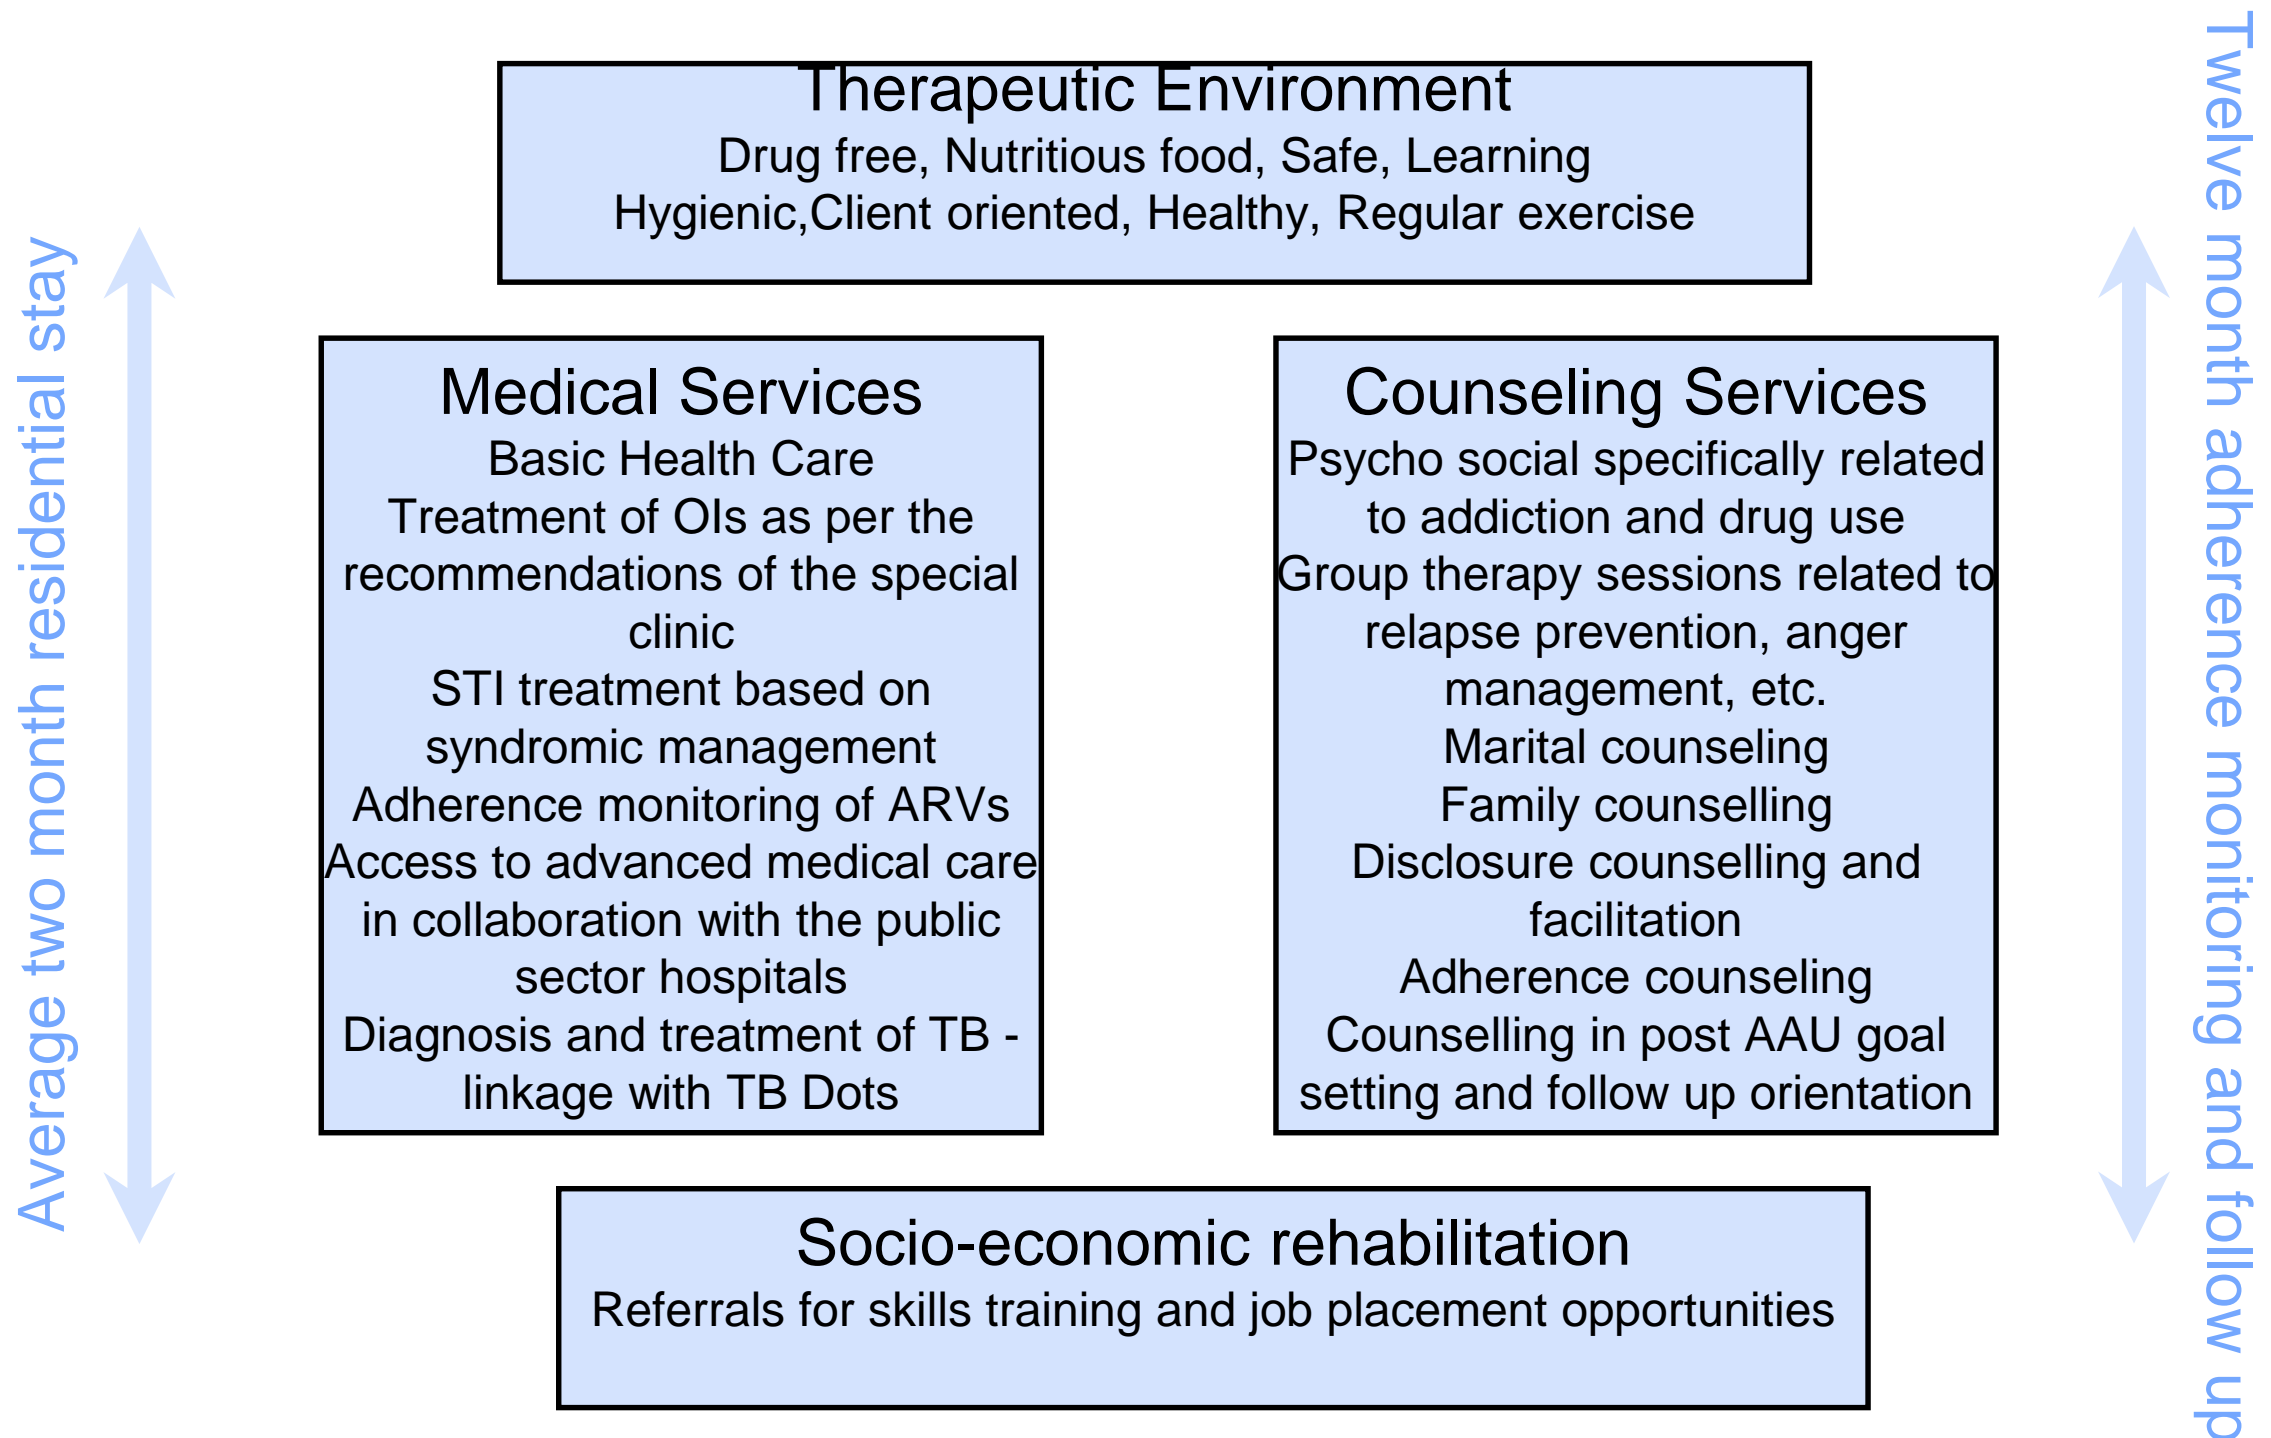 Therapeutic Environment
Drug free, Nutritious food, Safe, Learning
Hygienic,Client oriented, Healthy, Regular exercise
Average two month residential stay
Medical Services
Basic Health Care
Treatment of OIs as per the
recommendations of the special
clinic
STI treatment based on
syndromic management
Adherence monitoring of ARVs
Access to advanced medical care
in collaboration with the public
sector hospitals
Diagnosis and treatment of TB -
linkage with TB Dots
Counseling Services
Psycho social specifically related
to addiction and drug use
Group therapy sessions related to
relapse prevention, anger
management, etc.
Marital counseling
Family counselling
Disclosure counselling and
facilitation
Adherence counseling
Counselling in post AAU goal
setting and follow up orientation
Twelve month adherence monitoring and follow up
Socio-economic rehabilitation
Referrals for skills training and job placement opportunities